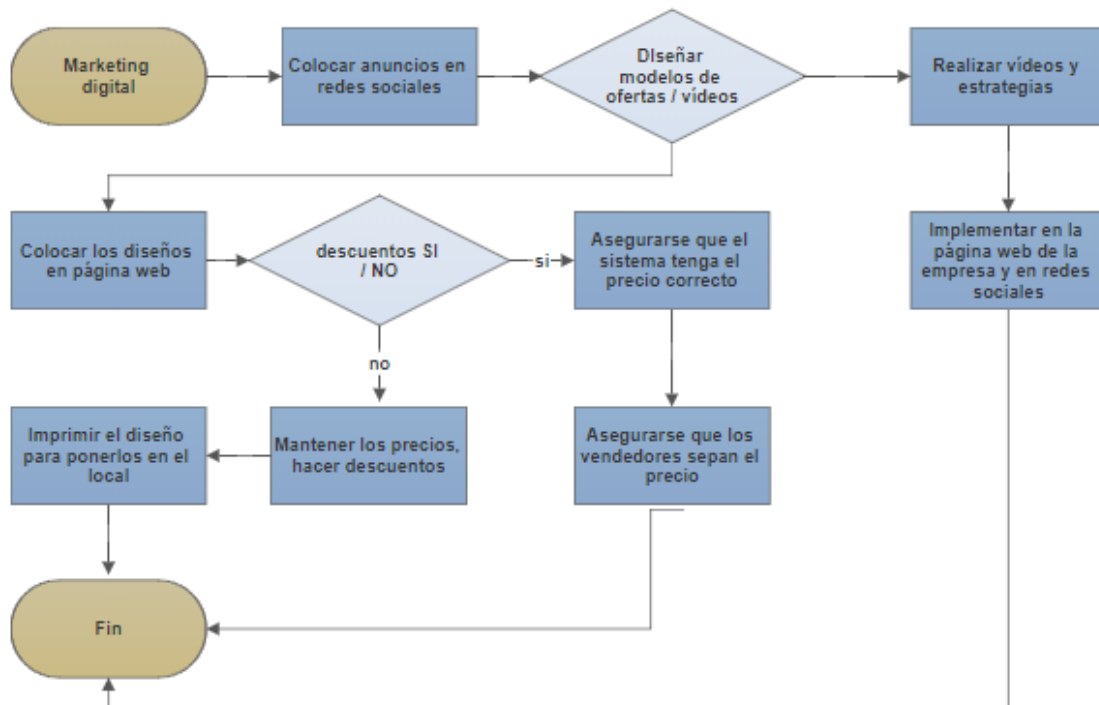 Marketing
digital
Colocar anuncios en
redes sociales
DIseñar
modelos de
ofertas / vídeos
Realizar vídeos y
estrategias
Colocar los diseños
en página web
descuentos SI
/ NO
si
Asegurarse que el
sistema tenga el
precio correcto
Implementar en la
página web de la
empresa y en redes
sociales
no
Imprimir el diseño
para ponerlos en el
local
Mantener los precios,
hacer descuentos
Asegurarse que los
vendedores sepan el
precio
Fin